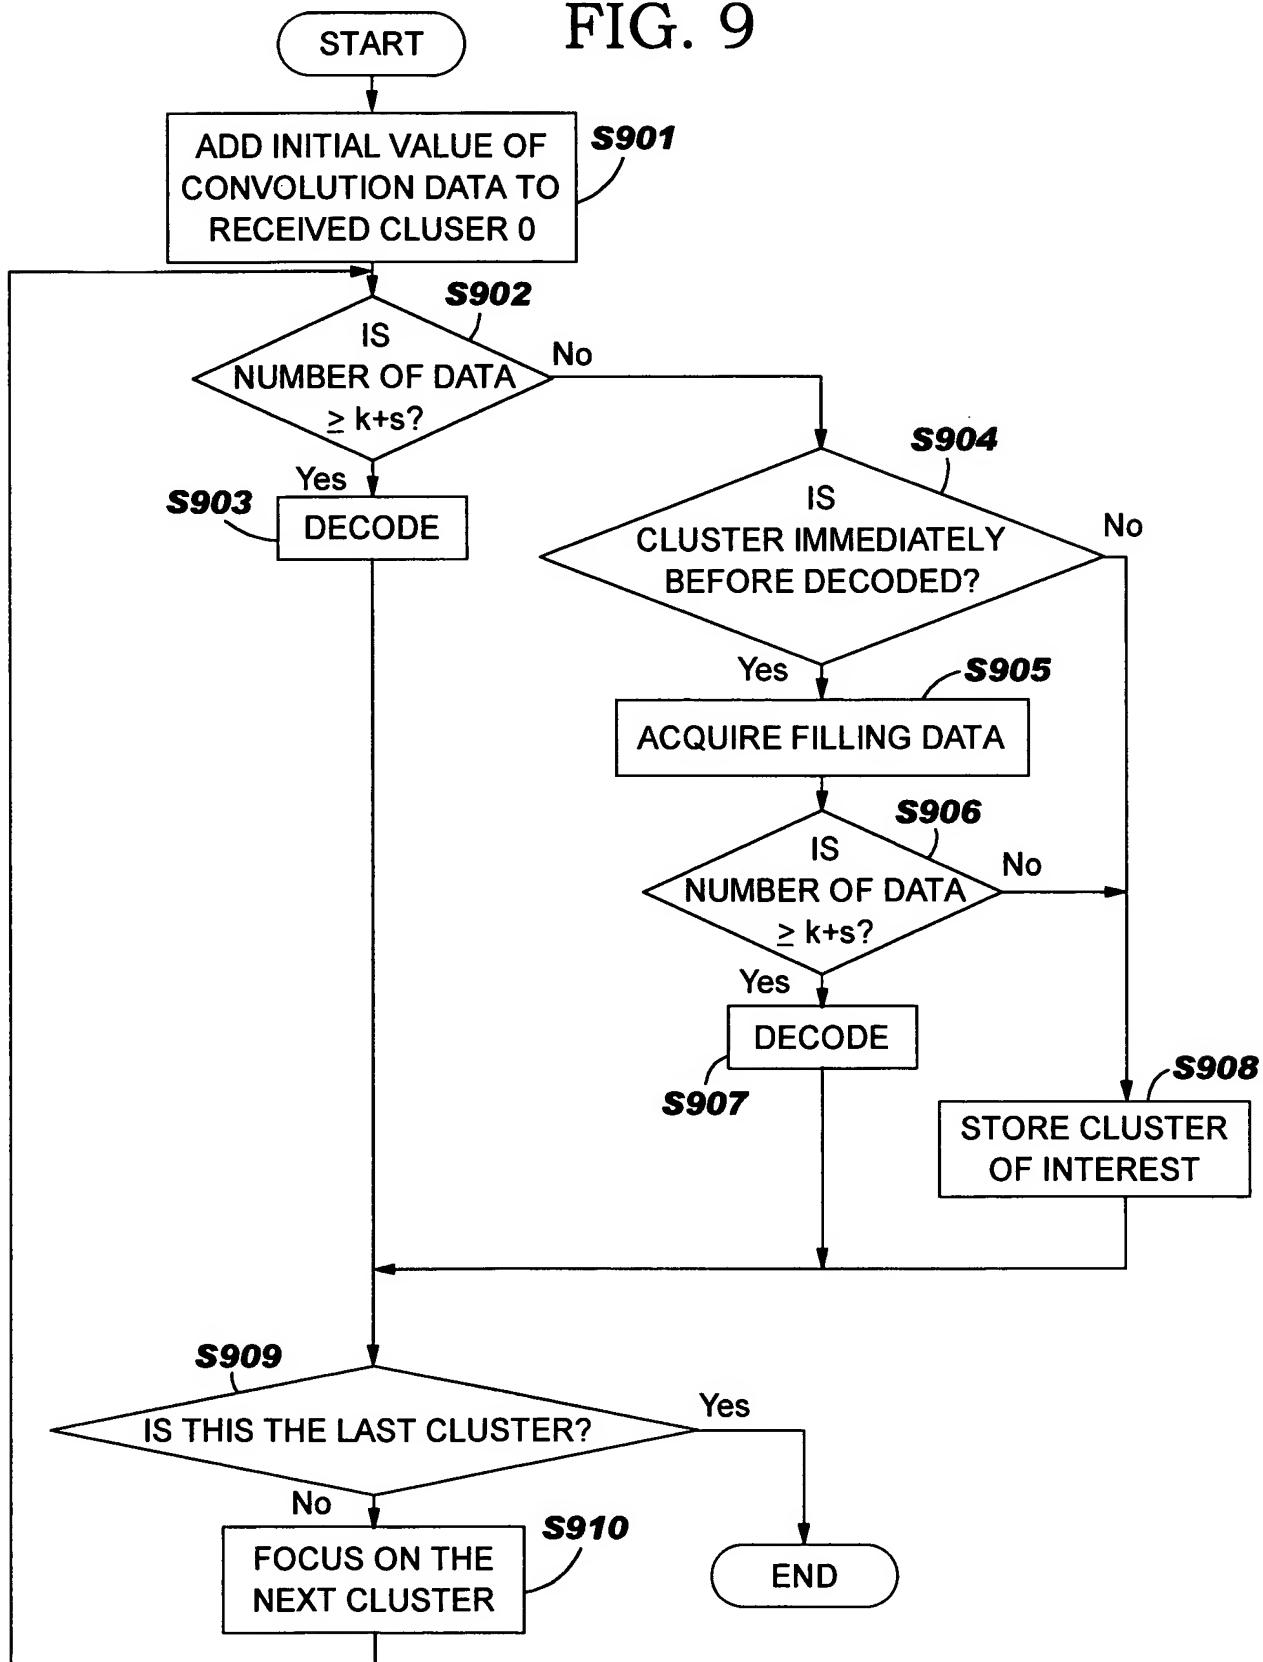 FIG. 9
START
ADD INITIAL VALUE OF
CONVOLUTION DATA TO
RECEIVED CLUSER 0
S901
S902
IS
NUMBER OF DATA
≥ k+s?
No
Yes
S903
DECODE
S904
IS
CLUSTER IMMEDIATELY
BEFORE DECODED?
No
Yes
S905
ACQUIRE FILLING DATA
S906
IS
NUMBER OF DATA
≥ k+s?
No
Yes
DECODE
S907
S908
STORE CLUSTER
OF INTEREST
S909
IS THIS THE LAST CLUSTER?
Yes
No
S910
FOCUS ON THE
NEXT CLUSTER
END